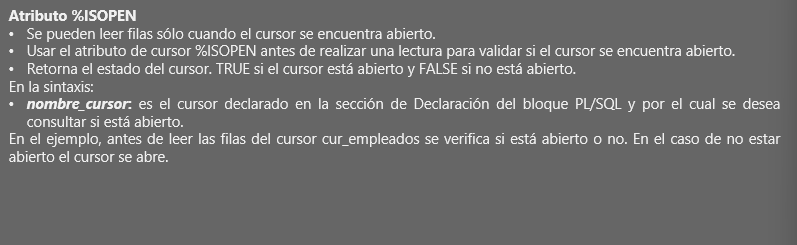 Atributo %ISOPEN
• Se pueden leer filas sólo cuando el cursor se encuentra abierto.
• Usar el atributo de cursor %ISOPEN antes de realizar una lectura para validar si el cursor se encuentra abierto.
• Retorna el estado del cursor. TRUE si el cursor está abierto y FALSE si no está abierto.
En la sintaxis:
• nombre_cursor: es el cursor declarado en la sección de Declaración del bloque PL/SQL y por el cual se desea
consultar si está abierto.
En el ejemplo, antes de leer las filas del cursor cur_empleados se verifica si está abierto o no. En el caso de no estar
abierto el cursor se abre.